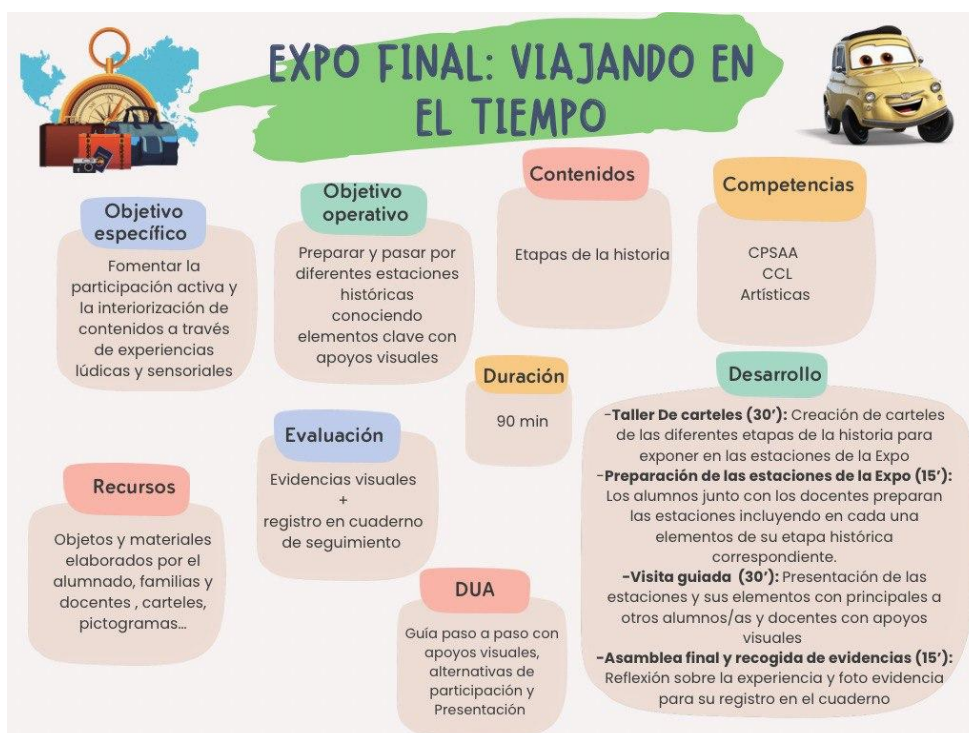 EXPO FINAL: VIAJANDO EN
EL TIEMPO
Objetivo
específico
Fomentar la
participación activa y
la interiorización de
contenidos a través
de experiencias
lúdicas y sensoriales
Objetivo
operativo
Preparar y pasar por
diferentes estaciones
históricas
conociendo
elementos clave con
apoyos visuales
Contenidos
Etapas de la historia
Competencias
CPSAA
CCL
Artísticas
Duración
90 min
Desarrollo
-Taller De carteles (30’): Creación de carteles
de las diferentes etapas de la historia para
exponer en las estaciones de la Expo
-Preparación de las estaciones de la Expo (15’):
Los alumnos junto con los docentes preparan
las estaciones incluyendo en cada una
elementos de su etapa histórica
correspondiente.
-Visita guiada (30’): Presentación de las
estaciones y sus elementos con principales a
otros alumnos/as y docentes con apoyos
visuales
-Asamblea final y recogida de evidencias (15’):
Reflexión sobre la experiencia y foto evidencia
para su registro en el cuaderno
Evaluación
Evidencias visuales
+
registro en cuaderno
de seguimiento
Recursos
Objetos y materiales
elaborados por el
alumnado, familias y
docentes , carteles,
pictogramas…
DUA
Guía paso a paso con
apoyos visuales,
alternativas de
participación y
Presentación